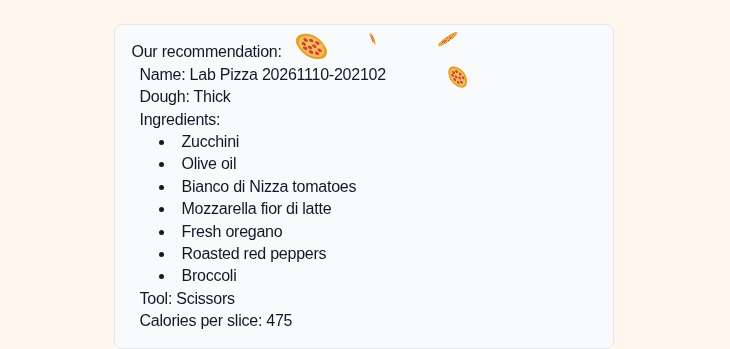 Our recommendation:
Name: Lab Pizza 20261110-202102
Dough: Thick
Ingredients:
Zucchini
Olive oil
Bianco di Nizza tomatoes
Mozzarella fior di latte
Fresh oregano
Roasted red peppers
Broccoli
Tool: Scissors
Calories per slice: 475